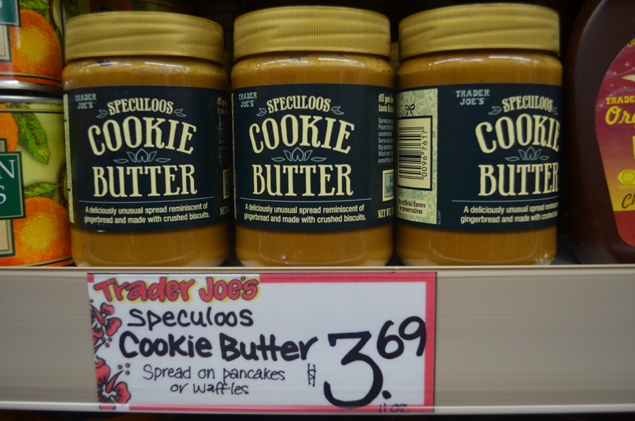 TRADER
JOE'S
SPECULOOS
COOKIE
BUTTER
A deliciously unusual spread reminiscent of
gingerbread and made with crushed biscuits.
TRADER
JOE'S
SPECULOOS
COOKIE
BUTTER
A deliciously unusual spread reminiscent of
gingerbread and made with crushed biscuits.
NET
TRADER
JOE'S
SPECULOOS
COOKIE
BUTTER
A deliciously unusual spread reminiscent of
gingerbread and made with crushed biscuits.
Trader Joe's
Speculoos
Cookie Butter
Spread on pancakes
or waffles
$3.69
11 oz